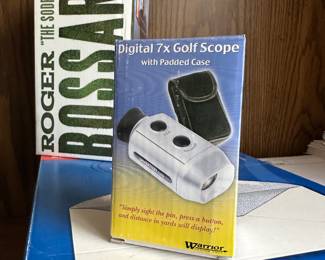 ROGER "THE SOD
BOSSAR
Digital 7x Golf Scope
with Padded Case
"Simply sight the pin, press a button,
and distance in yards will display!"
Warrior